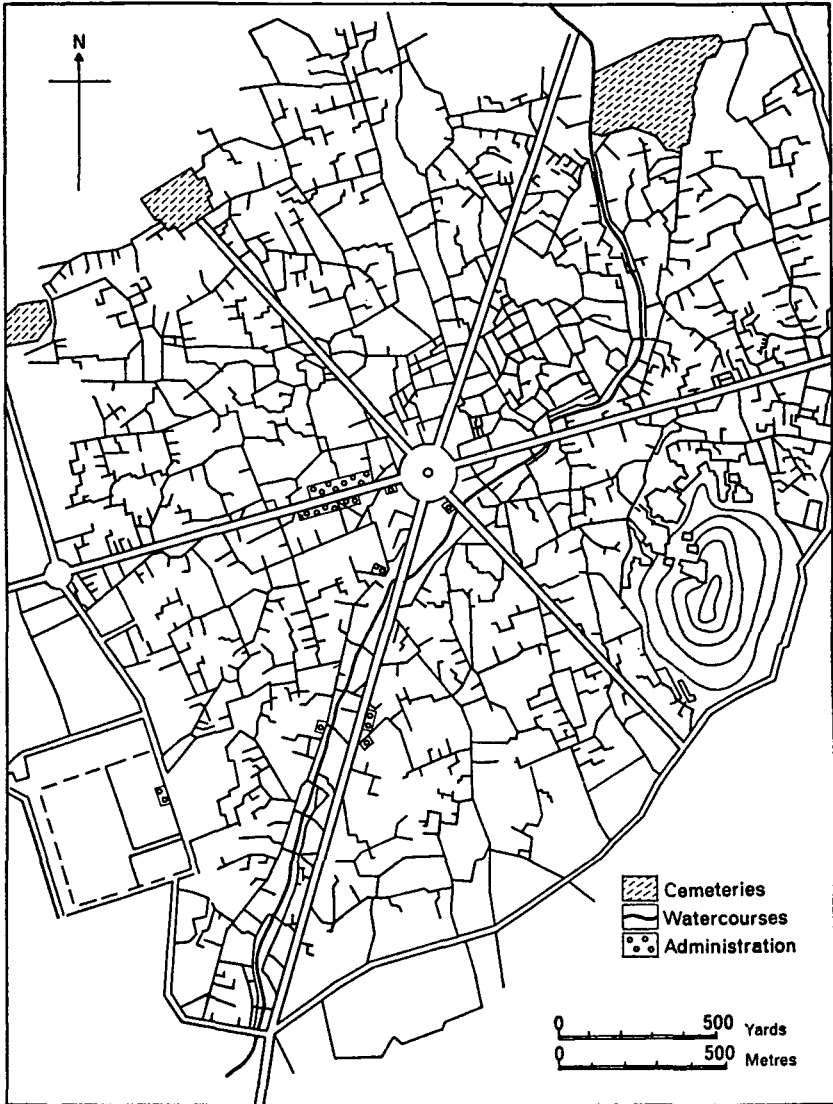 N
Cemeteries
Watercourses
Administration
0 500 Yards
0 500 Metres